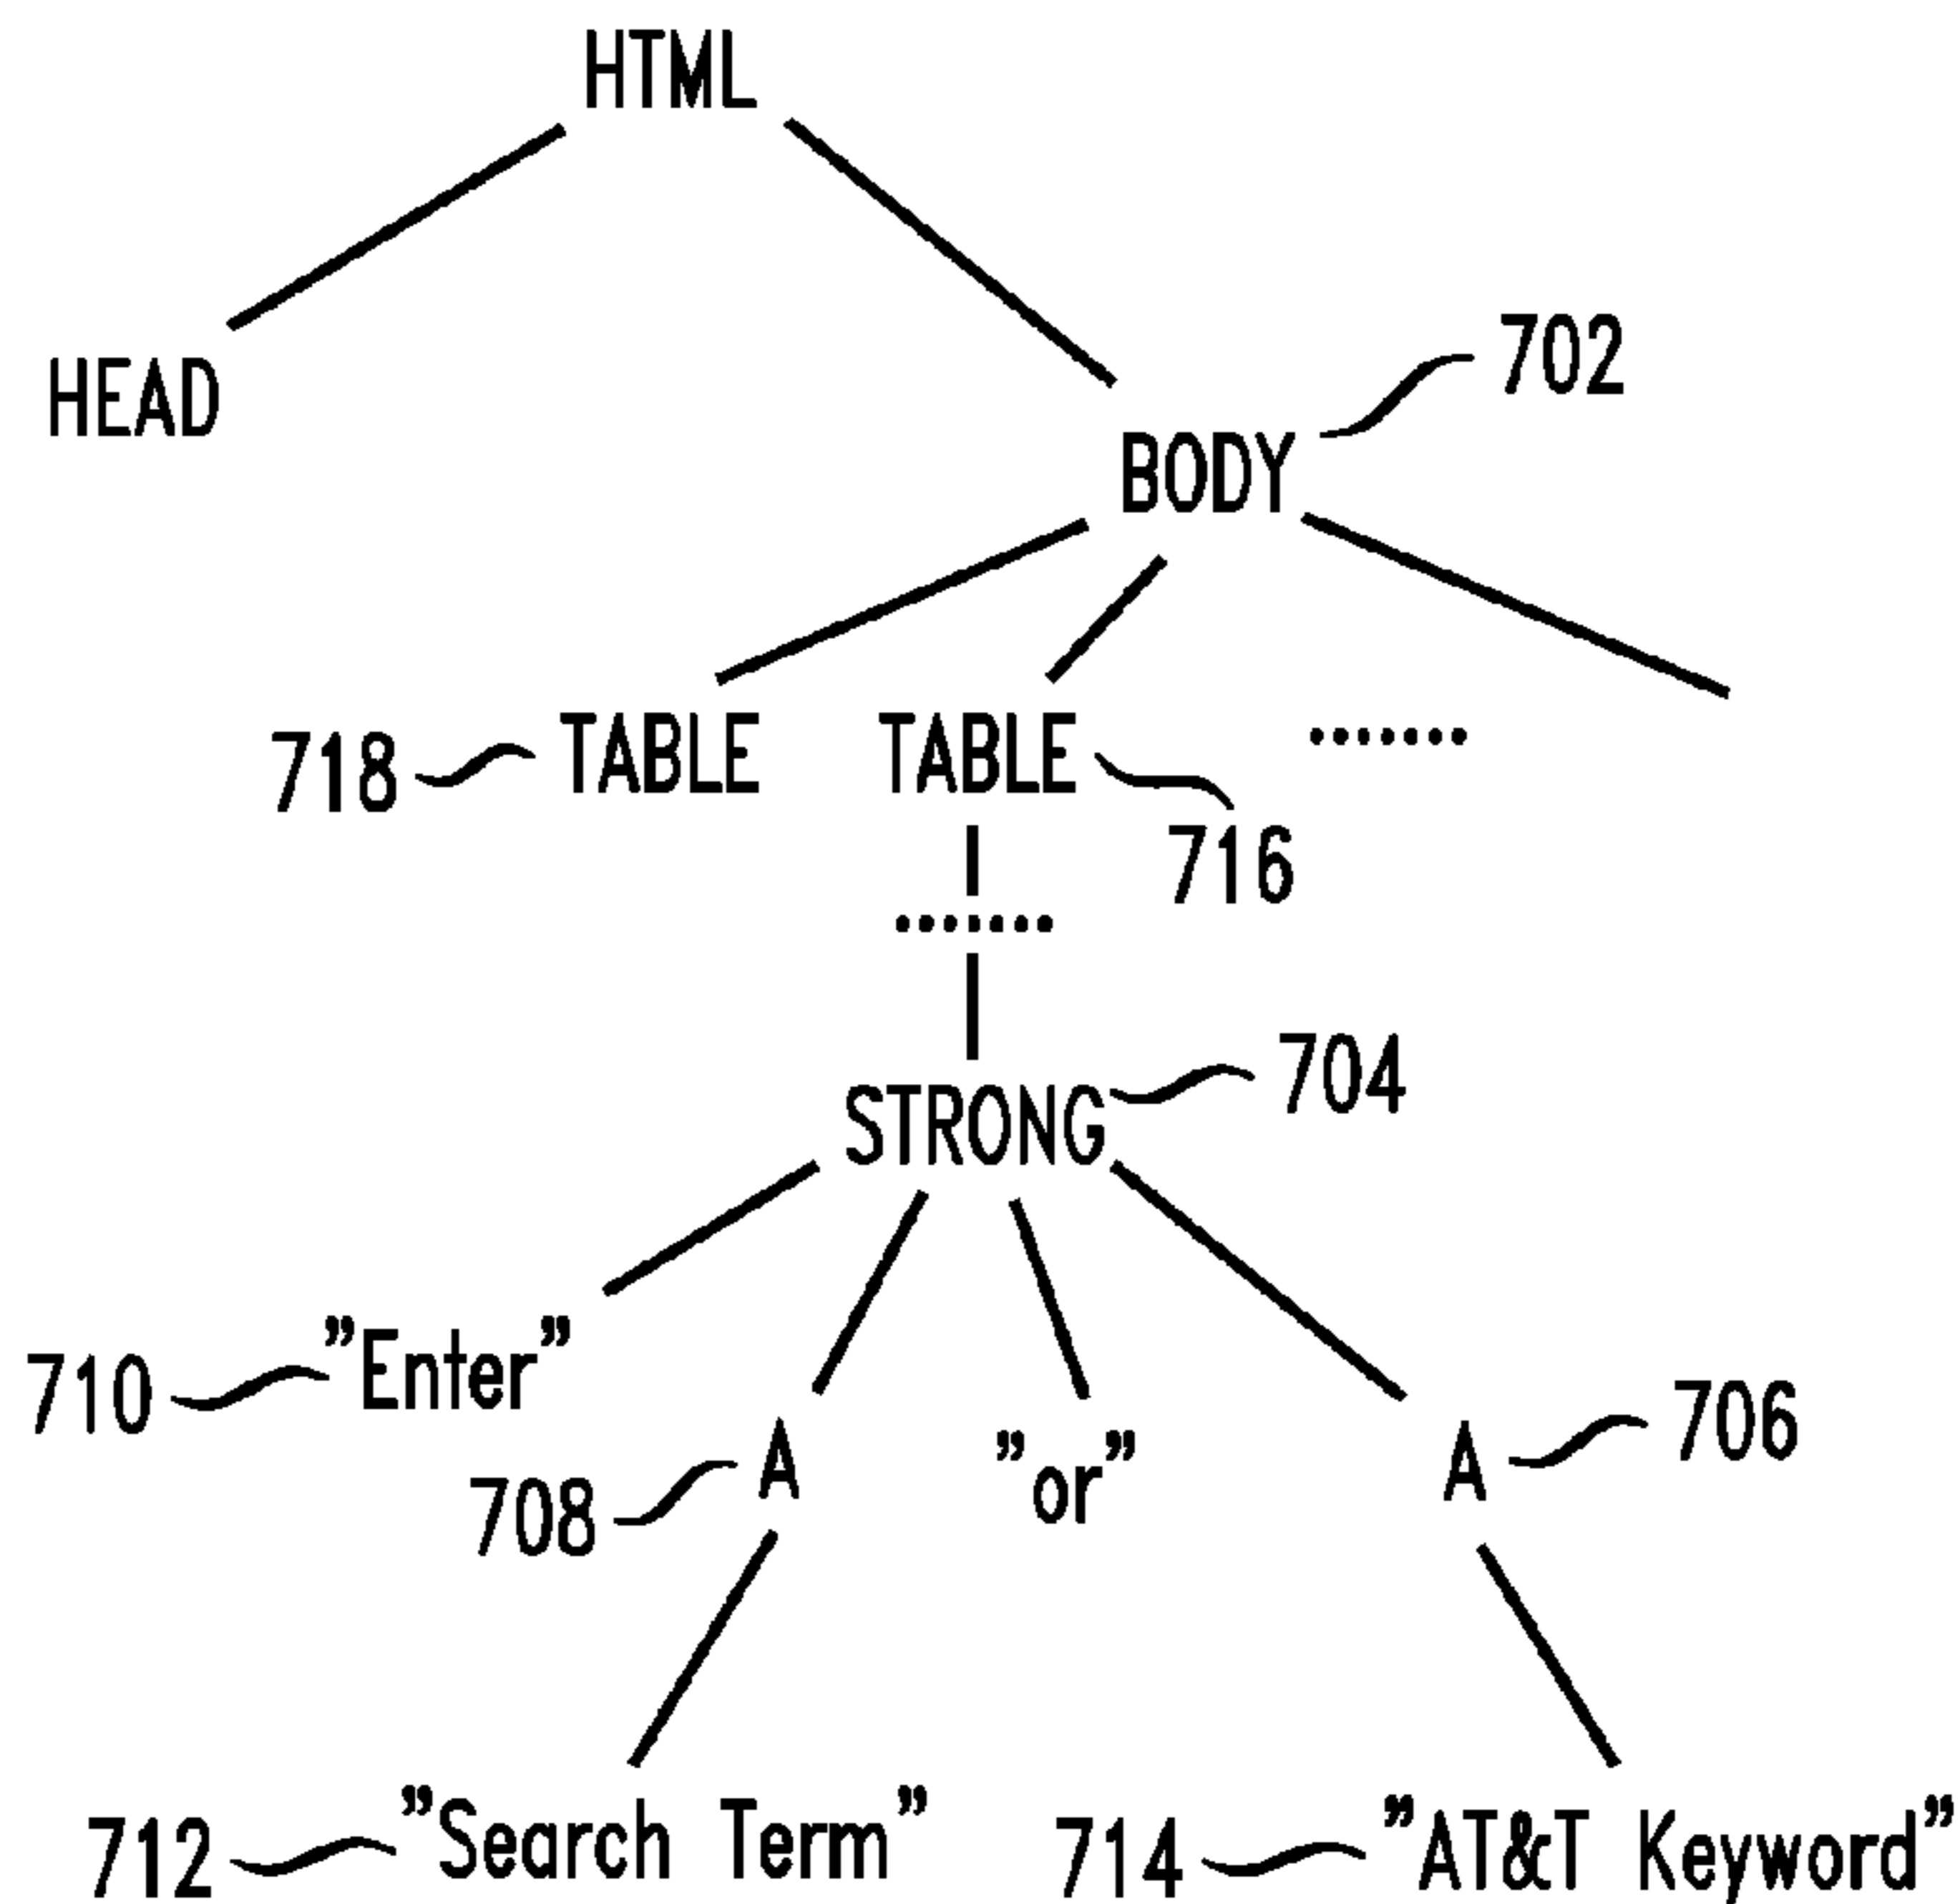 HTML
HEAD
702
BODY
718 TABLE TABLE
.......
716
.......
704
STRONG
710 ”Enter”
708 A ”or” A 706
712 ”Search Term” 714 ”AT&T Keyword”